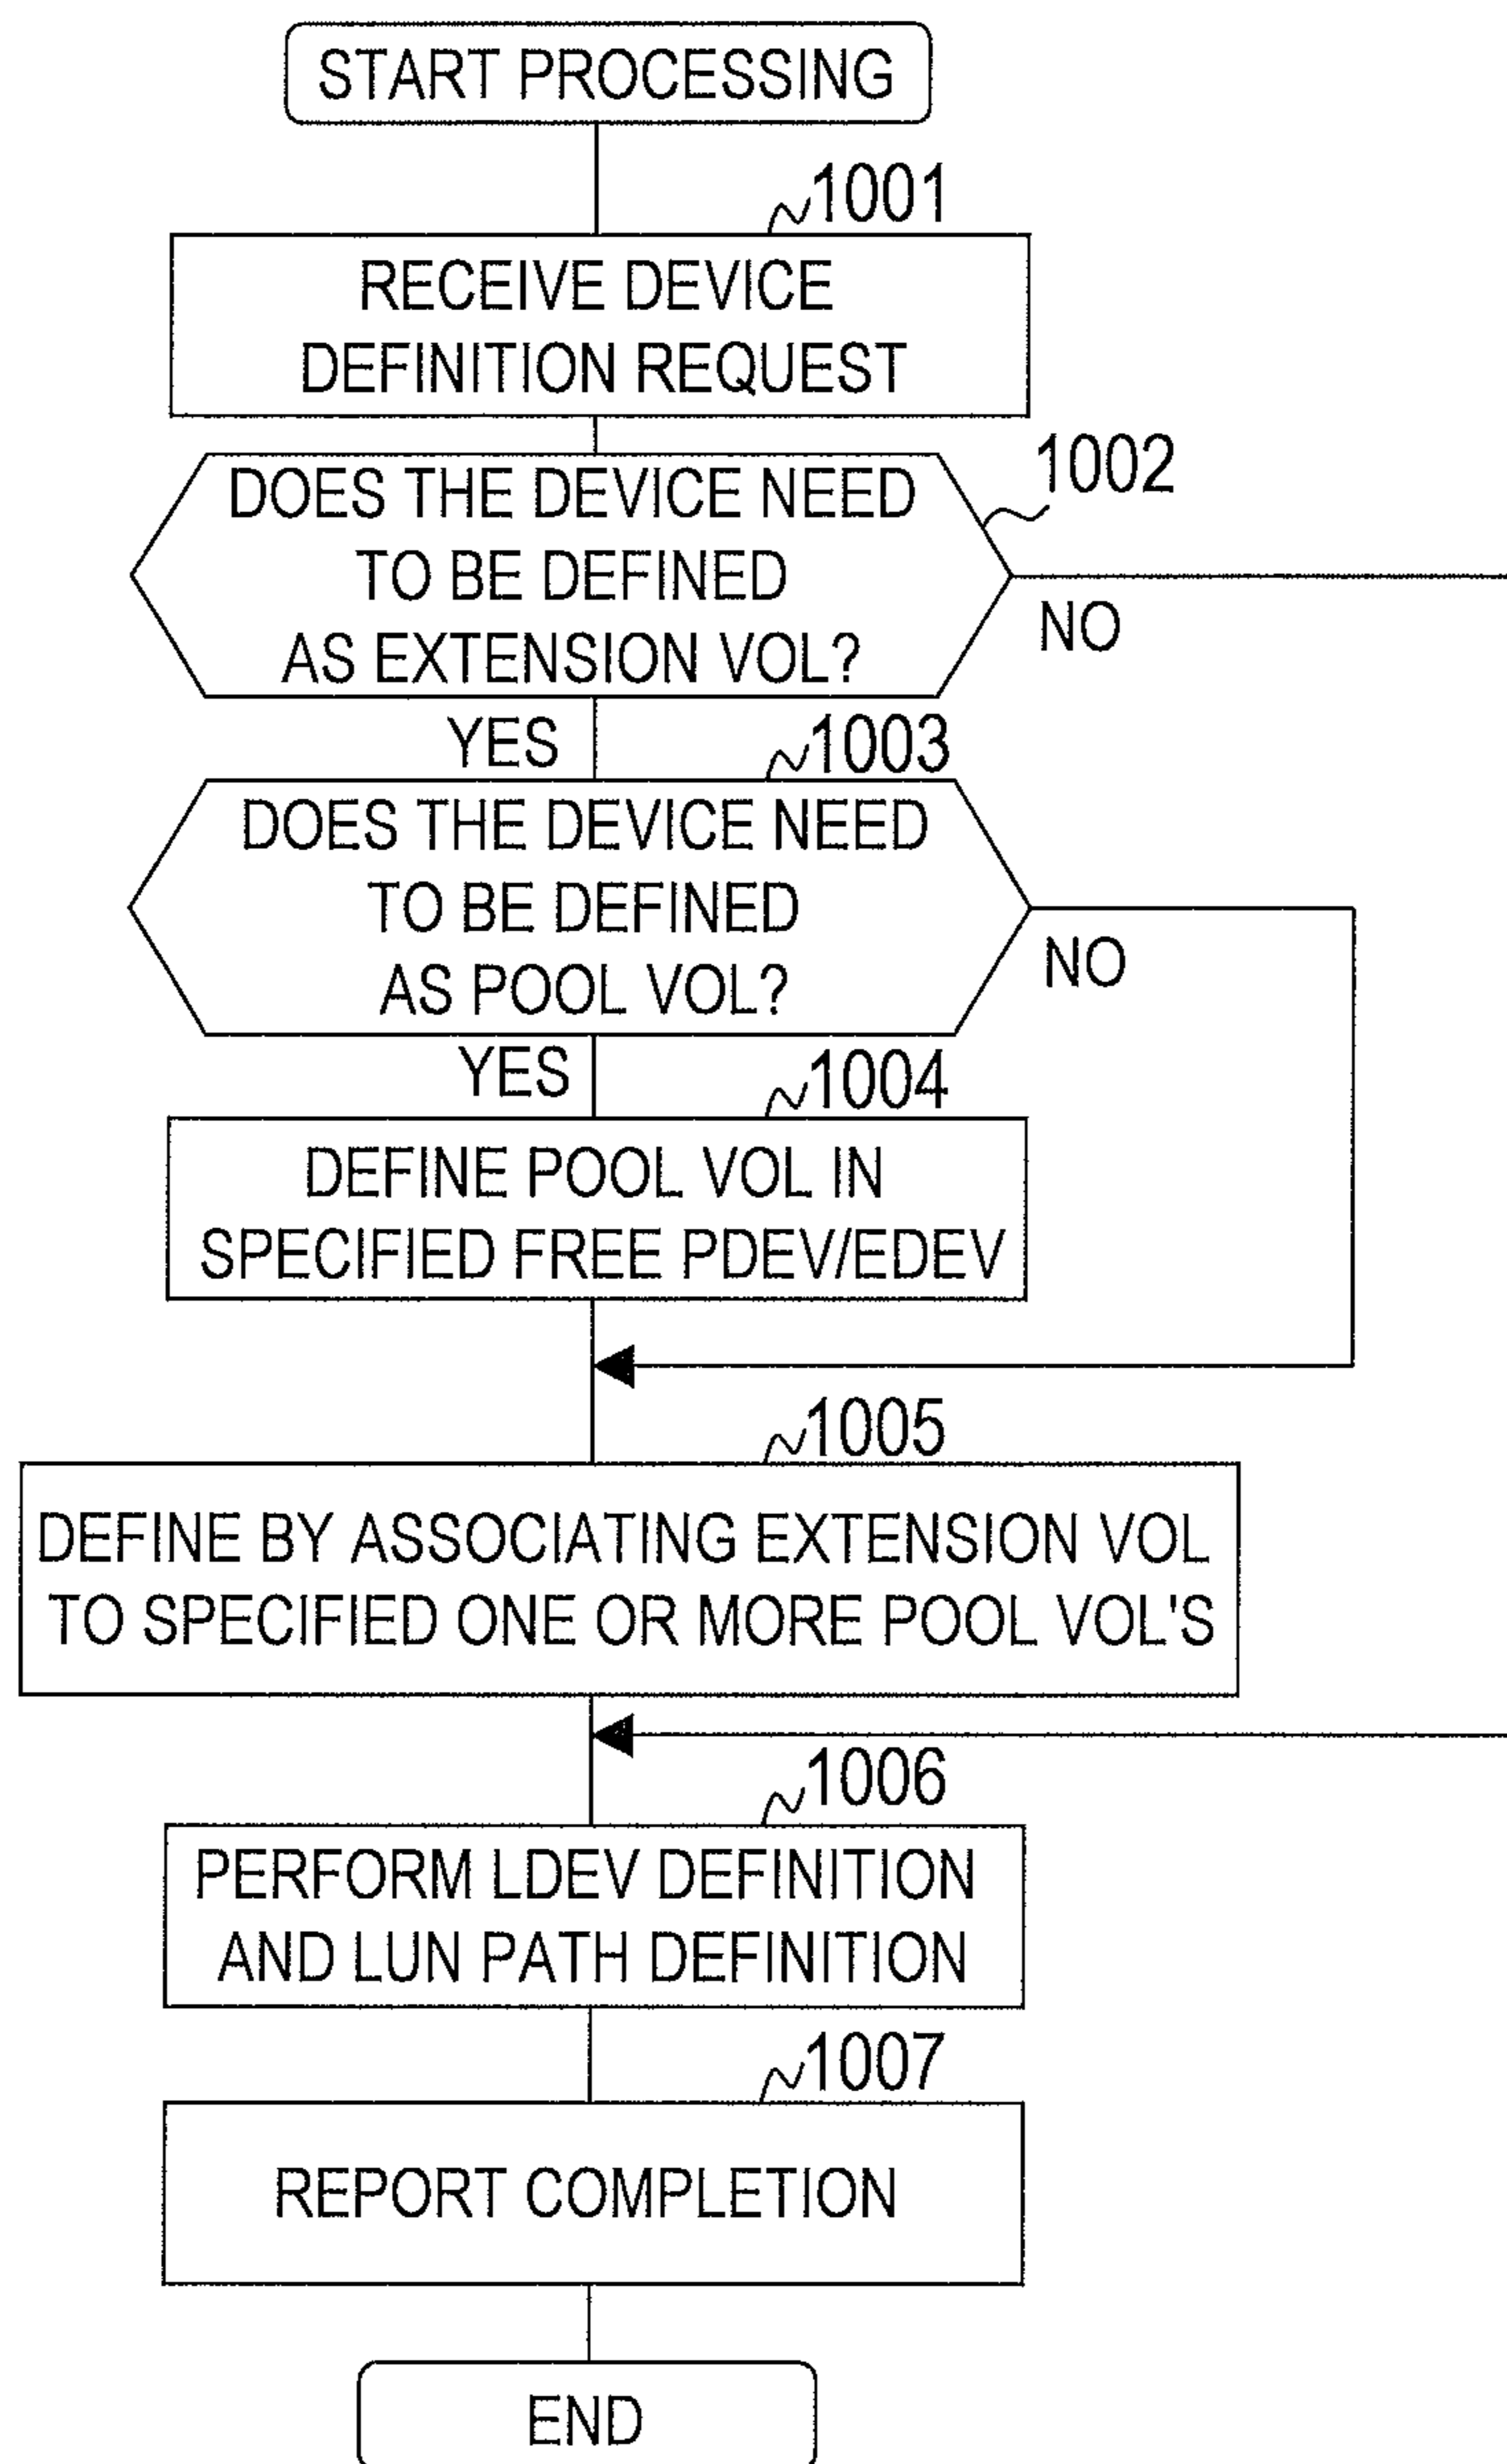 START PROCESSING
1001
RECEIVE DEVICE
DEFINITION REQUEST
1002
DOES THE DEVICE NEED
TO BE DEFINED
AS EXTENSION VOL?
NO
YES
1003
DOES THE DEVICE NEED
TO BE DEFINED
AS POOL VOL?
NO
YES
1004
DEFINE POOL VOL IN
SPECIFIED FREE PDEV/EDEV
1005
DEFINE BY ASSOCIATING EXTENSION VOL
TO SPECIFIED ONE OR MORE POOL VOL'S
1006
PERFORM LDEV DEFINITION
AND LUN PATH DEFINITION
1007
REPORT COMPLETION
END